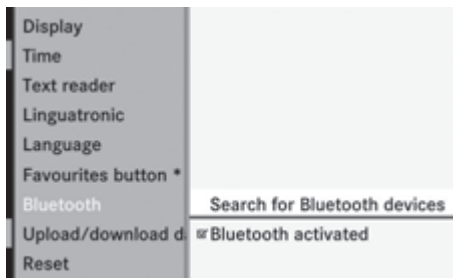 Display
Time
Text reader
Linguatronic
Language
Favourites button *
Bluetooth
Search for Bluetooth devices
Upload/download d
Bluetooth activated
Reset